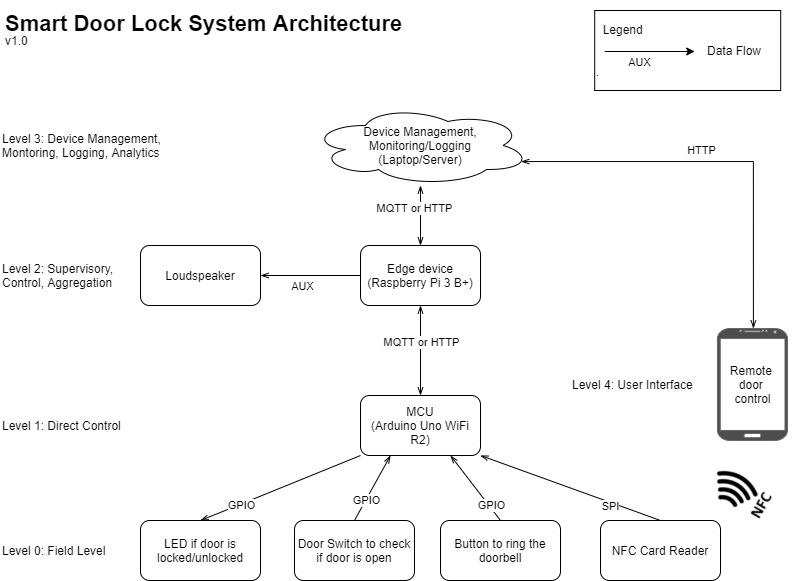 Smart Door Lock System Architecture
v1.0
Legend
AUX
Data Flow
Level 3: Device Management,
Montoring, Logging, Analytics
Device Management,
Monitoring/Logging
(Laptop/Server)
HTTP
MQTT or HTTP
Level 2: Supervisory,
Control, Aggregation
Loudspeaker
AUX
Edge device
(Raspberry Pi 3 B+)
MQTT or HTTP
Level 4: User Interface
Remote
door
control
Level 1: Direct Control
MCU
(Arduino Uno WiFi
R2)
NFC
GPIO
GPIO
GPIO
SPI
Level 0: Field Level
LED if door is
locked/unlocked
Door Switch to check
if door is open
Button to ring the
doorbell
NFC Card Reader